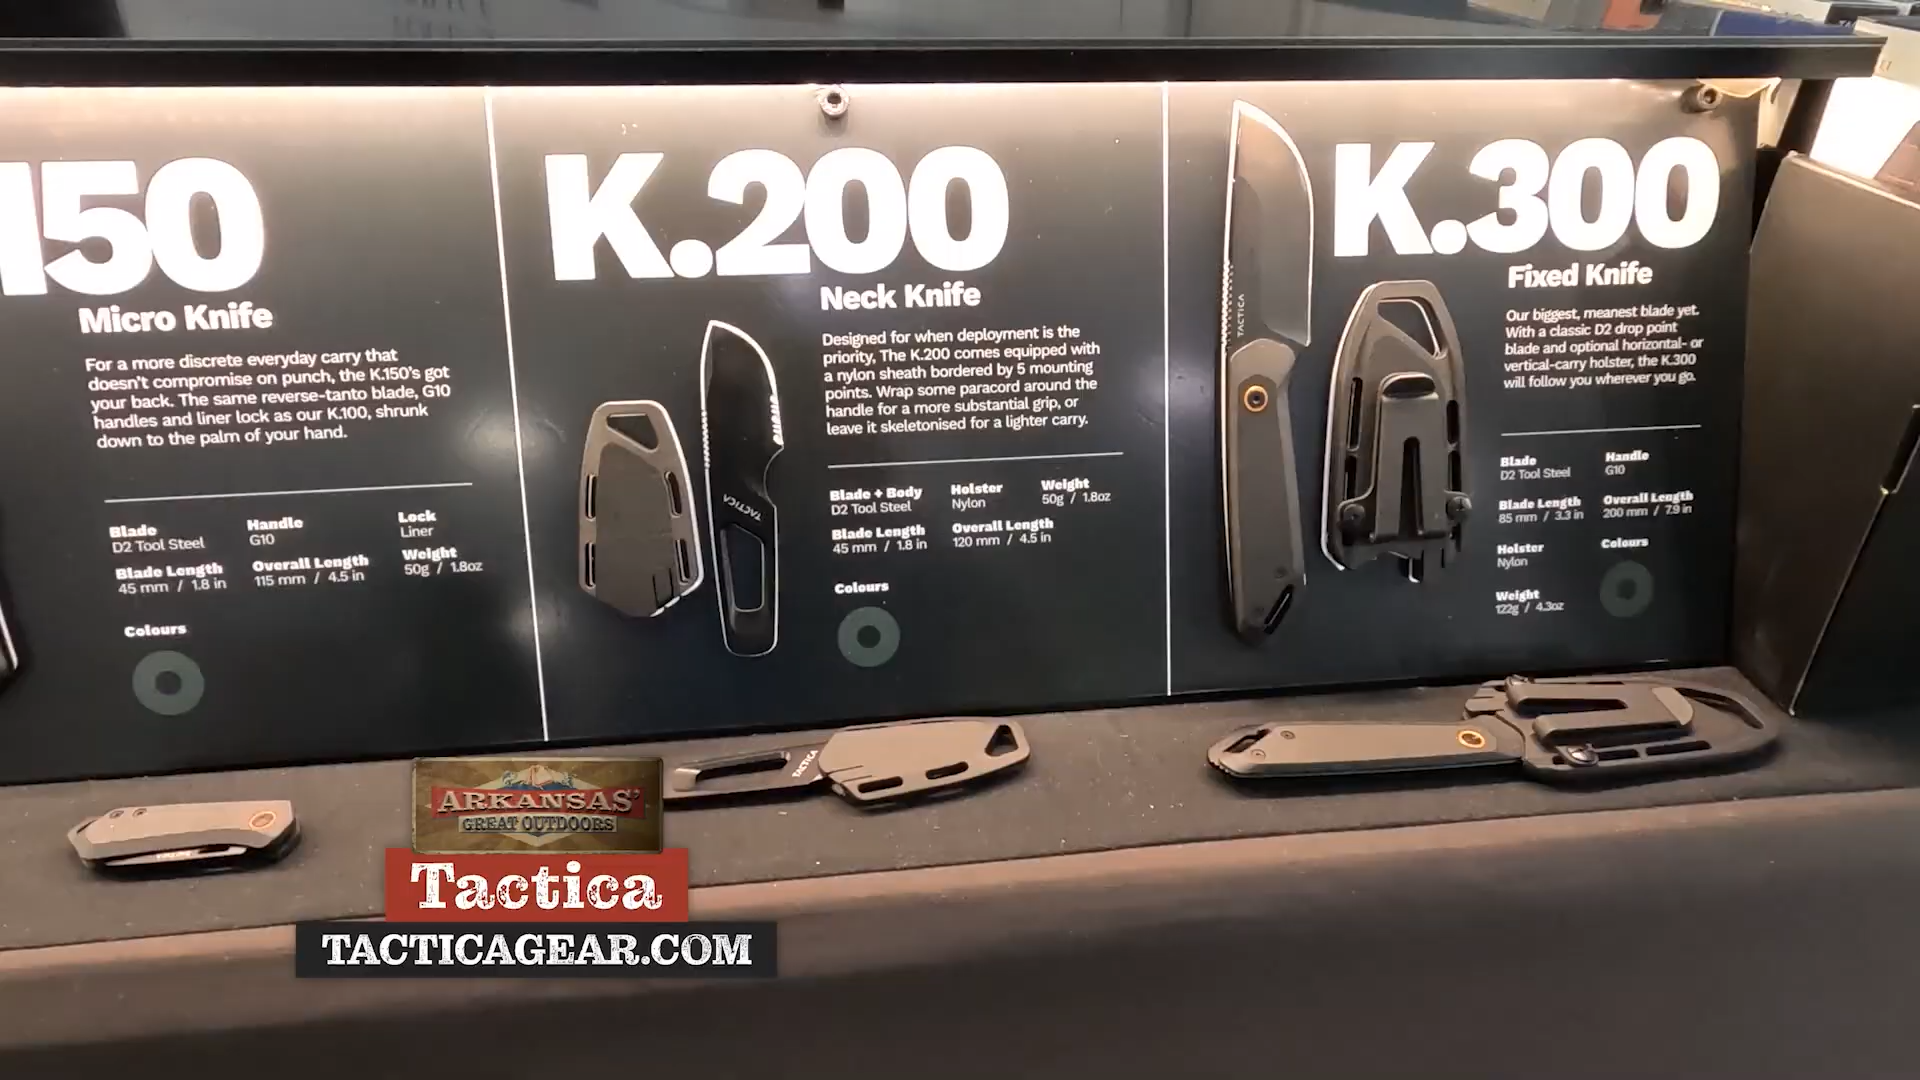 150
Micro Knife
For a more discrete everyday carry that
doesn't compromise on punch, the K.150's got
your back. The same reverse-tanto blade, G10
handles and liner lock as our K.100, shrunk
down to the palm of your hand.
Blade
D2 Tool Steel
Handle
G10
Lock
Liner
Blade Length
45 mm / 1.8 in
Overall Length
115 mm / 4.5 in
Weight
50g / 1.8oz
Colours
K.200
Neck Knife
Designed for when deployment is the
priority, The K.200 comes equipped with
a nylon sheath bordered by 5 mounting
points. Wrap some paracord around the
handle for a more substantial grip, or
leave it skeletonised for a lighter carry.
TACTICA
Blade + Body
D2 Tool Steel
Holster
Nylon
Weight
50g / 1.8oz
Blade Length
45 mm / 1.8 in
Overall Length
120 mm / 4.5 in
Colours
K.300
Fixed Knife
Our biggest, meanest blade yet.
With a classic D2 drop point
blade and optional horizontal- or
vertical-carry holster, the K.300
will follow you wherever you go.
TACTICA
Blade
D2 Tool Steel
Handle
G10
Blade Length
85 mm / 3.3 in
Overall Length
200 mm / 7.9 in
Holster
Nylon
Colours
Weight
122g / 4.3oz
TACTICA
ARKANSAS'
GREAT OUTDOORS
Tactica
TACTICAGEAR.COM